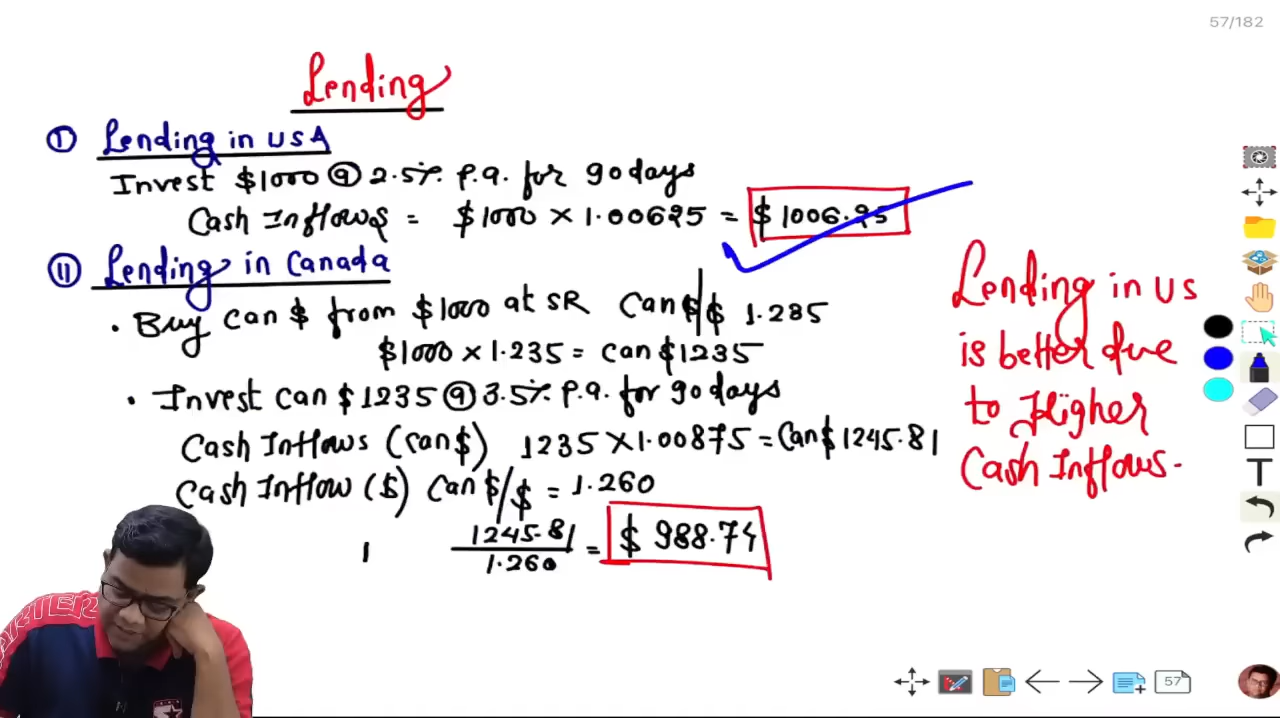 57/182
Lending
I Lending in USA
Invest $1000 @ 2.5% p.a. for 90 days
Cash Inflows = $1000 × 1.00625 = $1006.25
II Lending in Canada
• Buy Can $ from $1000 at SR Can $/$ 1.235
$1000 × 1.235 = Can $1235
• Invest Can $1235 @ 3.5% p.a. for 90 days
Cash Inflows (Can $) 1235 × 1.00875 = Can $1245.81
Cash Inflow ($) Can $/$ = 1.260
1245.81
1.260
= $ 988.74
Lending in US
is better due
to Higher
Cash Inflows.
ARTER
T
57